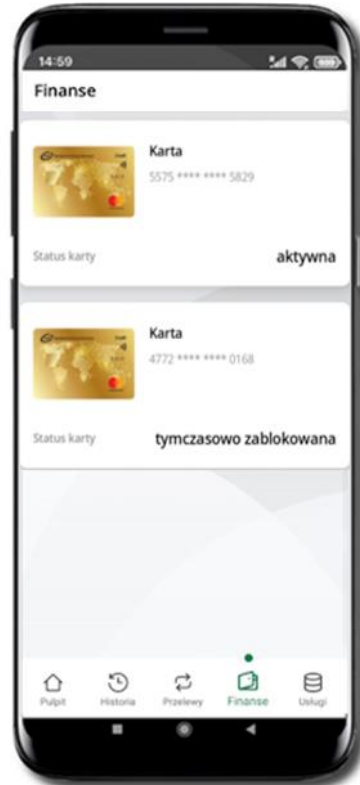 14:59
Finanse
Karta
5575 **** **** 5829
Status karty
aktywna
Karta
4772 **** **** 0168
Status karty
tymczasowo zablokowana
Pulpit
Historia
Przelewy
Finanse
Usługi